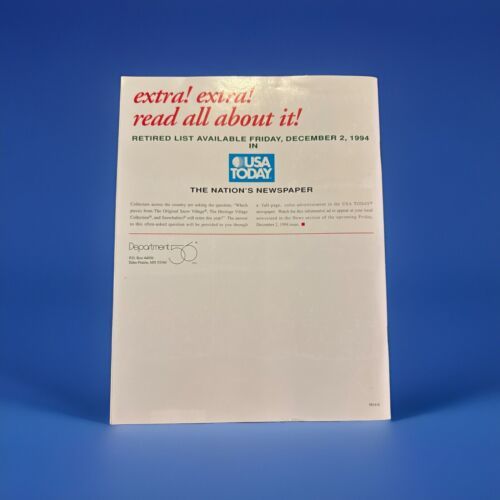 extra! extra!
read all about it!
RETIRED LIST AVAILABLE FRIDAY, DECEMBER 2, 1994
IN
USA
TODAY
THE NATION'S NEWSPAPER
Collectors across the country are asking the question, "Which
pieces from The Original Snow Village®, The Heritage Village
Collection®, and Snowbabies® will retire this year?" The answer
to this often-asked question will be provided to you through
a full page, color advertisement in the USA TODAY®
newspaper. Watch for this informative ad to appear at your local
newsstand in the News section of the upcoming Friday,
December 2, 1994 issue.
Department 56®
P.O. Box 44456
Eden Prairie, MN 55344